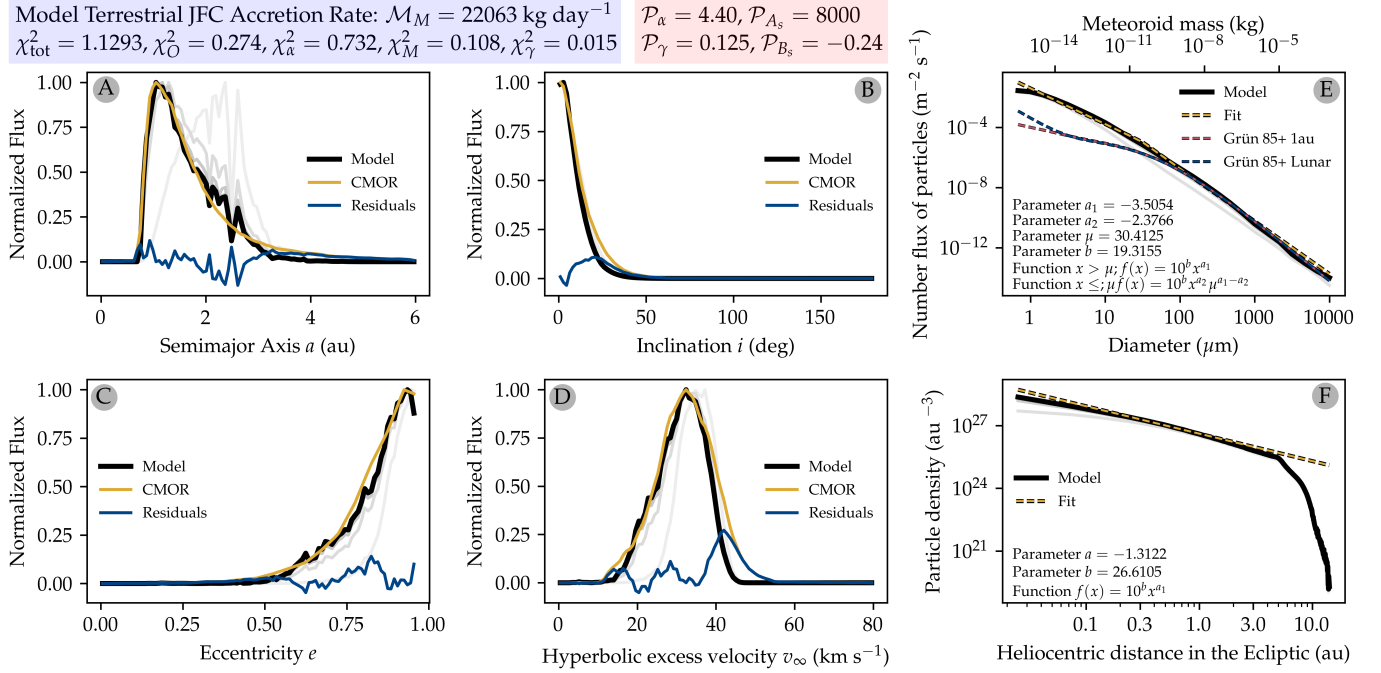 Model Terrestrial JFC Accretion Rate: 𝓜_M = 22063 kg day⁻¹
χ²_tot = 1.1293, χ²_O = 0.274, χ²_α = 0.732, χ²_M = 0.108, χ²_γ = 0.015
𝒫_α = 4.40, 𝒫_{A_s} = 8000
𝒫_γ = 0.125, 𝒫_{B_s} = −0.24
A
Normalized Flux
1.00
0.75
0.50
0.25
0.00
Model
CMOR
Residuals
0 2 4 6
Semimajor Axis a (au)
B
Normalized Flux
1.00
0.75
0.50
0.25
0.00
Model
CMOR
Residuals
0 50 100 150
Inclination i (deg)
Meteoroid mass (kg)
10⁻¹⁴ 10⁻¹¹ 10⁻⁸ 10⁻⁵
E
Number flux of particles (m⁻² s⁻¹)
10⁻⁴
10⁻⁸
10⁻¹²
Model
Fit
Grün 85+ 1au
Grün 85+ Lunar
Parameter a₁ = −3.5054
Parameter a₂ = −2.3766
Parameter μ = 30.4125
Parameter b = 19.3155
Function x > μ; f(x) = 10ᵇx^{a₁}
Function x ≤; μf(x) = 10ᵇx^{a₂}μ^{a₁−a₂}
1 10 100 1000 10000
Diameter (μm)
C
Normalized Flux
1.00
0.75
0.50
0.25
0.00
Model
CMOR
Residuals
0.00 0.25 0.50 0.75 1.00
Eccentricity e
D
Normalized Flux
1.00
0.75
0.50
0.25
0.00
Model
CMOR
Residuals
0 20 40 60 80
Hyperbolic excess velocity v∞ (km s⁻¹)
F
Particle density (au⁻³)
10²⁷
10²⁴
10²¹
Model
Fit
Parameter a = −1.3122
Parameter b = 26.6105
Function f(x) = 10ᵇx^{a₁}
0.1 0.3 1.0 3.0 10.0
Heliocentric distance in the Ecliptic (au)